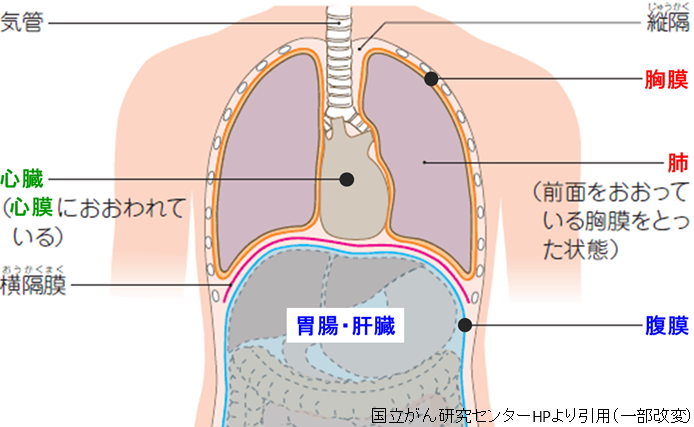 気管
じゅうかく
縦隔
胸膜
肺
（前面をおおって
いる胸膜をとっ
た状態）
心臓
（心膜におおわれて
いる）
おうかくまく
横隔膜
胃腸・肝臓
腹膜
国立がん研究センターHPより引用（一部改変）